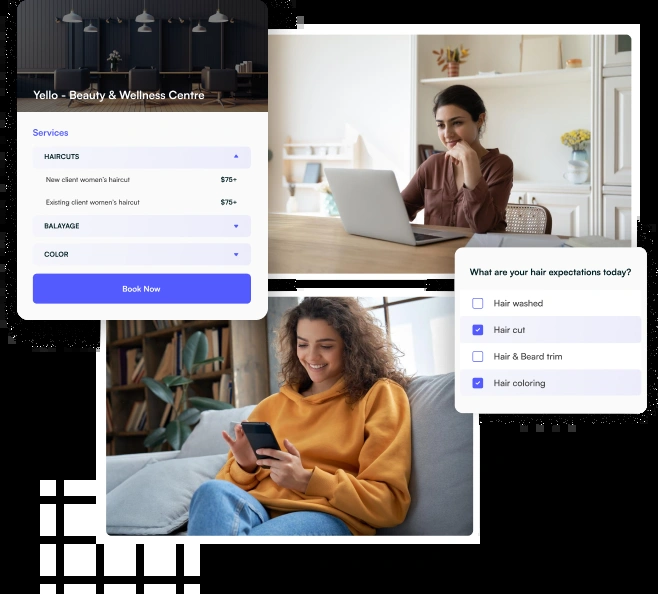 Yello - Beauty & Wellness Centre
Services
HAIRCUTS
New client women's haircut $75+
Existing client women's haircut $75+
BALAYAGE
COLOR
Book Now
What are your hair expectations today?
Hair washed
Hair cut
Hair & Beard trim
Hair coloring